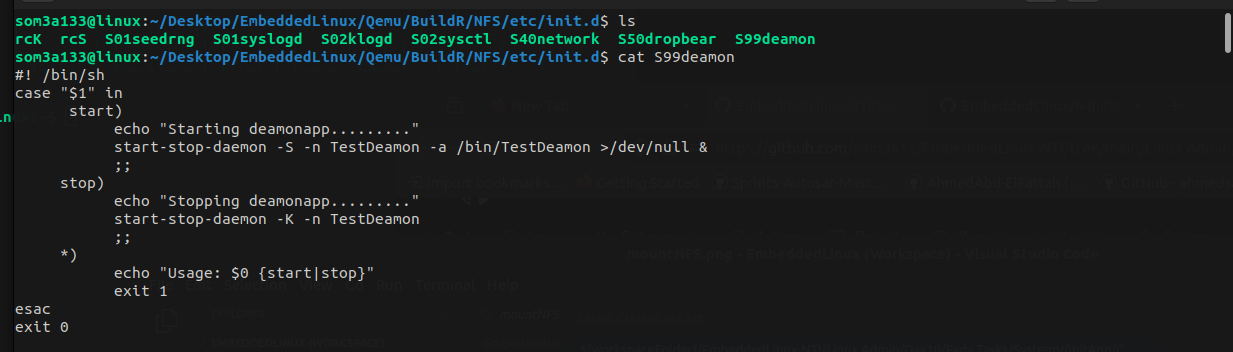 som3a133@linux:~/Desktop/EmbeddedLinux/Qemu/BuildR/NFS/etc/init.d$ ls
rcK  rcS  S01seedrng  S01syslogd  S02klogd  S02sysctl  S40network  S50dropbear  S99deamon
som3a133@linux:~/Desktop/EmbeddedLinux/Qemu/BuildR/NFS/etc/init.d$ cat S99deamon
#! /bin/sh
case "$1" in
      start)
           echo "Starting deamonapp........."
           start-stop-daemon -S -n TestDeamon -a /bin/TestDeamon >/dev/null &
           ;;
     stop)
           echo "Stopping deamonapp........."
           start-stop-daemon -K -n TestDeamon
           ;;
     *)
           echo "Usage: $0 {start|stop}"
           exit 1
esac
exit 0